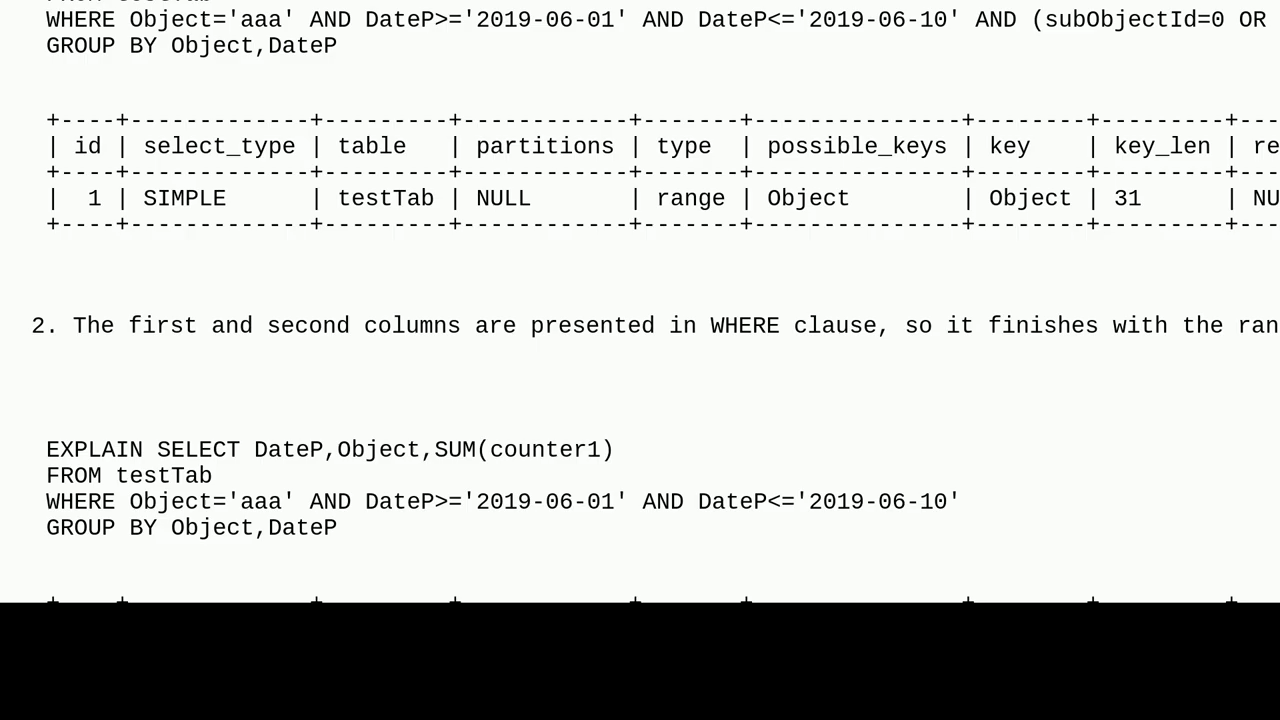 WHERE Object='aaa' AND DateP>='2019-06-01' AND DateP<='2019-06-10' AND (subObjectId=0 OR
GROUP BY Object,DateP
+----+-------------+---------+------------+-------+---------------+--------+---------+---
| id | select_type | table   | partitions | type  | possible_keys | key    | key_len | re
+----+-------------+---------+------------+-------+---------------+--------+---------+---
|  1 | SIMPLE      | testTab | NULL       | range | Object        | Object | 31      | NU
+----+-------------+---------+------------+-------+---------------+--------+---------+---
2. The first and second columns are presented in WHERE clause, so it finishes with the ran
EXPLAIN SELECT DateP,Object,SUM(counter1)
FROM testTab
WHERE Object='aaa' AND DateP>='2019-06-01' AND DateP<='2019-06-10'
GROUP BY Object,DateP